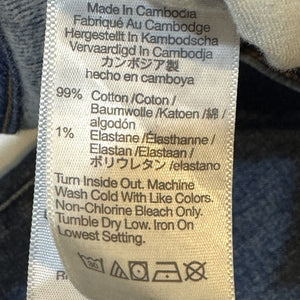 Made In Cambodia
Fabriqué Au Cambodge
Hergestellt In Kambodscha
Vervaardigd In Cambodja
カンボジア製
hecho en camboya
99% Cotton /Coton /
Baumwolle /Katoen /綿 /
algodón
1% Elastane /Élasthanne /
Elastan /Elastaan /
ポリウレタン /elastano
Turn Inside Out. Machine
Wash Cold With Like Colors.
Non-Chlorine Bleach Only.
Tumble Dry Low. Iron On
Lowest Setting.